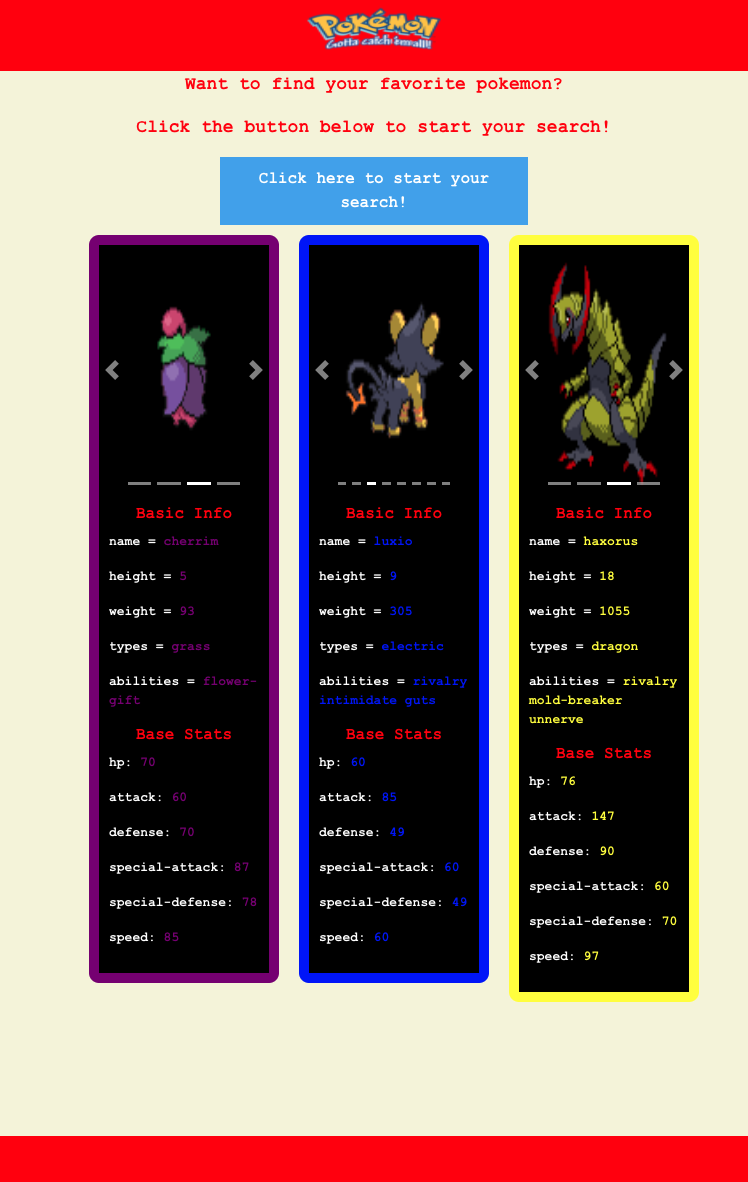 POKéMON
Gotta catch 'em all!
Want to find your favorite pokemon?
Click the button below to start your search!
Click here to start your
search!
Basic Info
name = cherrim
height = 5
weight = 93
types = grass
abilities = flower-
gift
Base Stats
hp: 70
attack: 60
defense: 70
special-attack: 87
special-defense: 78
speed: 85
Basic Info
name = luxio
height = 9
weight = 305
types = electric
abilities = rivalry
intimidate guts
Base Stats
hp: 60
attack: 85
defense: 49
special-attack: 60
special-defense: 49
speed: 60
Basic Info
name = haxorus
height = 18
weight = 1055
types = dragon
abilities = rivalry
mold-breaker
unnerve
Base Stats
hp: 76
attack: 147
defense: 90
special-attack: 60
special-defense: 70
speed: 97